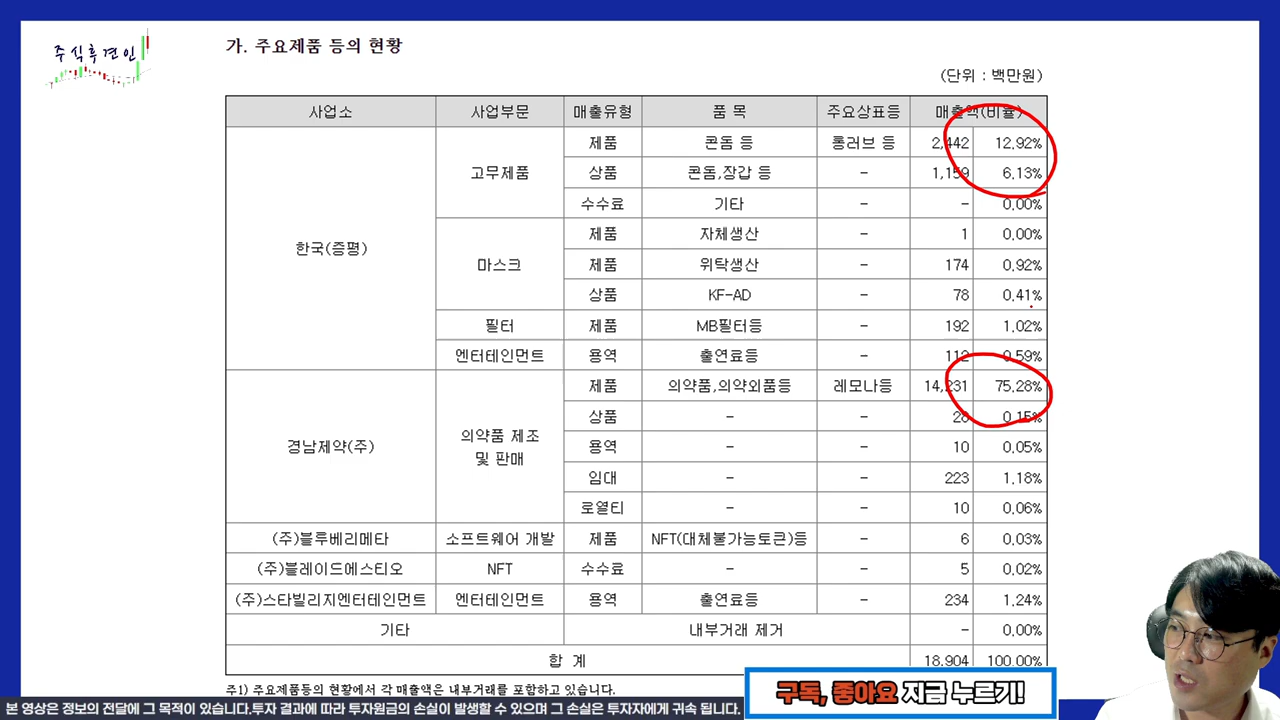 주식후견인
가. 주요제품 등의 현황
(단위 : 백만원)
사업소 사업부문 매출유형 품 목 주요상표등 매출액(비율)
한국(증평) 고무제품 제품 콘돔 등 롱러브 등 2,442 12.92%
상품 콘돔,장갑 등 - 1,159 6.13%
수수료 기타 - - 0.00%
마스크 제품 자체생산 - 1 0.00%
제품 위탁생산 - 174 0.92%
상품 KF-AD - 78 0.41%
필터 제품 MB필터등 - 192 1.02%
엔터테인먼트 용역 출연료등 - 112 0.59%
경남제약(주) 의약품 제조 및 판매 제품 의약품,의약외품등 레모나등 14,231 75.28%
상품 - - 28 0.15%
용역 - - 10 0.05%
임대 - - 223 1.18%
로열티 - - 10 0.06%
(주)블루베리메타 소프트웨어 개발 제품 NFT(대체불가능토큰)등 - 6 0.03%
(주)블레이드에스티오 NFT 수수료 - - 5 0.02%
(주)스타빌리지엔터테인먼트 엔터테인먼트 용역 출연료등 - 234 1.24%
기타 내부거래 제거 - 0.00%
합 계 18,904 100.00%
주1) 주요제품등의 현황에서 각 매출액은 내부거래를 포함하고 있습니다.
구독, 좋아요 지금 누르기!
본 영상은 정보의 전달에 그 목적이 있습니다.투자 결과에 따라 투자원금의 손실이 발생할 수 있으며 그 손실은 투자자에게 귀속 됩니다.